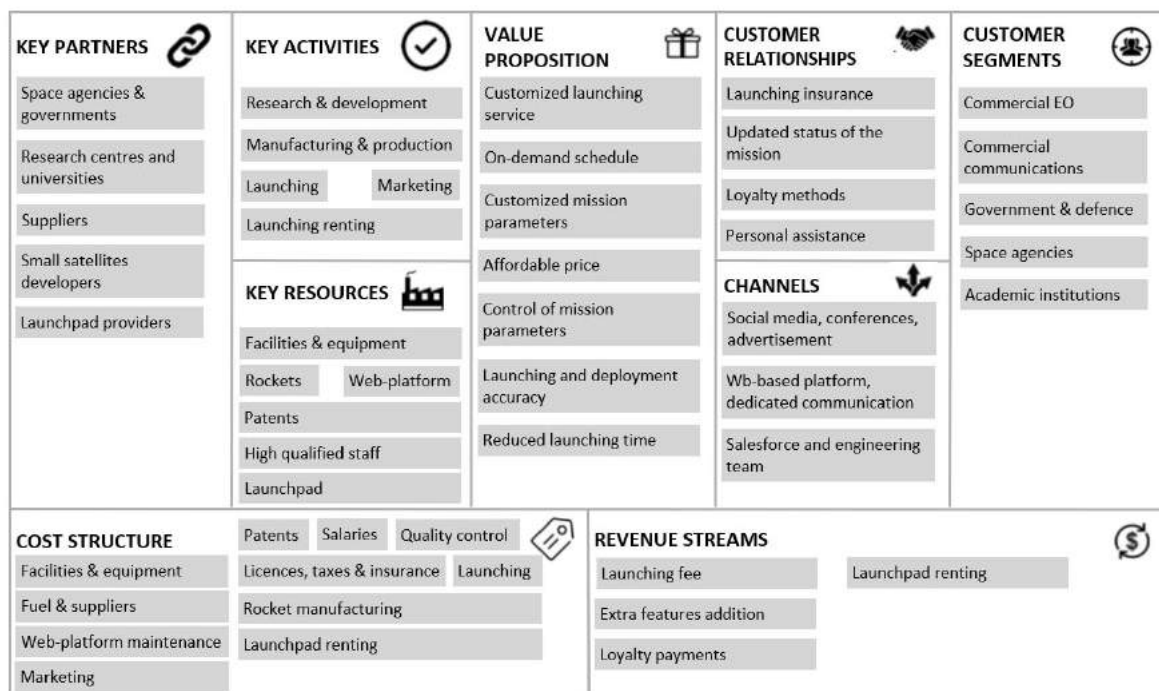 KEY PARTNERS
Space agencies &
governments
Research centres and
universities
Suppliers
Small satellites
developers
Launchpad providers
KEY ACTIVITIES
Research & development
Manufacturing & production
Launching
Marketing
Launching renting
KEY RESOURCES
Facilities & equipment
Rockets
Web-platform
Patents
High qualified staff
Launchpad
VALUE
PROPOSITION
Customized launching
service
On-demand schedule
Customized mission
parameters
Affordable price
Control of mission
parameters
Launching and deployment
accuracy
Reduced launching time
CUSTOMER
RELATIONSHIPS
Launching insurance
Updated status of the
mission
Loyalty methods
Personal assistance
CHANNELS
Social media, conferences,
advertisement
Wb-based platform,
dedicated communication
Salesforce and engineering
team
CUSTOMER
SEGMENTS
Commercial EO
Commercial
communications
Government & defence
Space agencies
Academic institutions
COST STRUCTURE
Facilities & equipment
Fuel & suppliers
Web-platform maintenance
Marketing
Patents
Salaries
Quality control
Licences, taxes & insurance
Launching
Rocket manufacturing
Launchpad renting
REVENUE STREAMS
Launching fee
Extra features addition
Loyalty payments
Launchpad renting
$